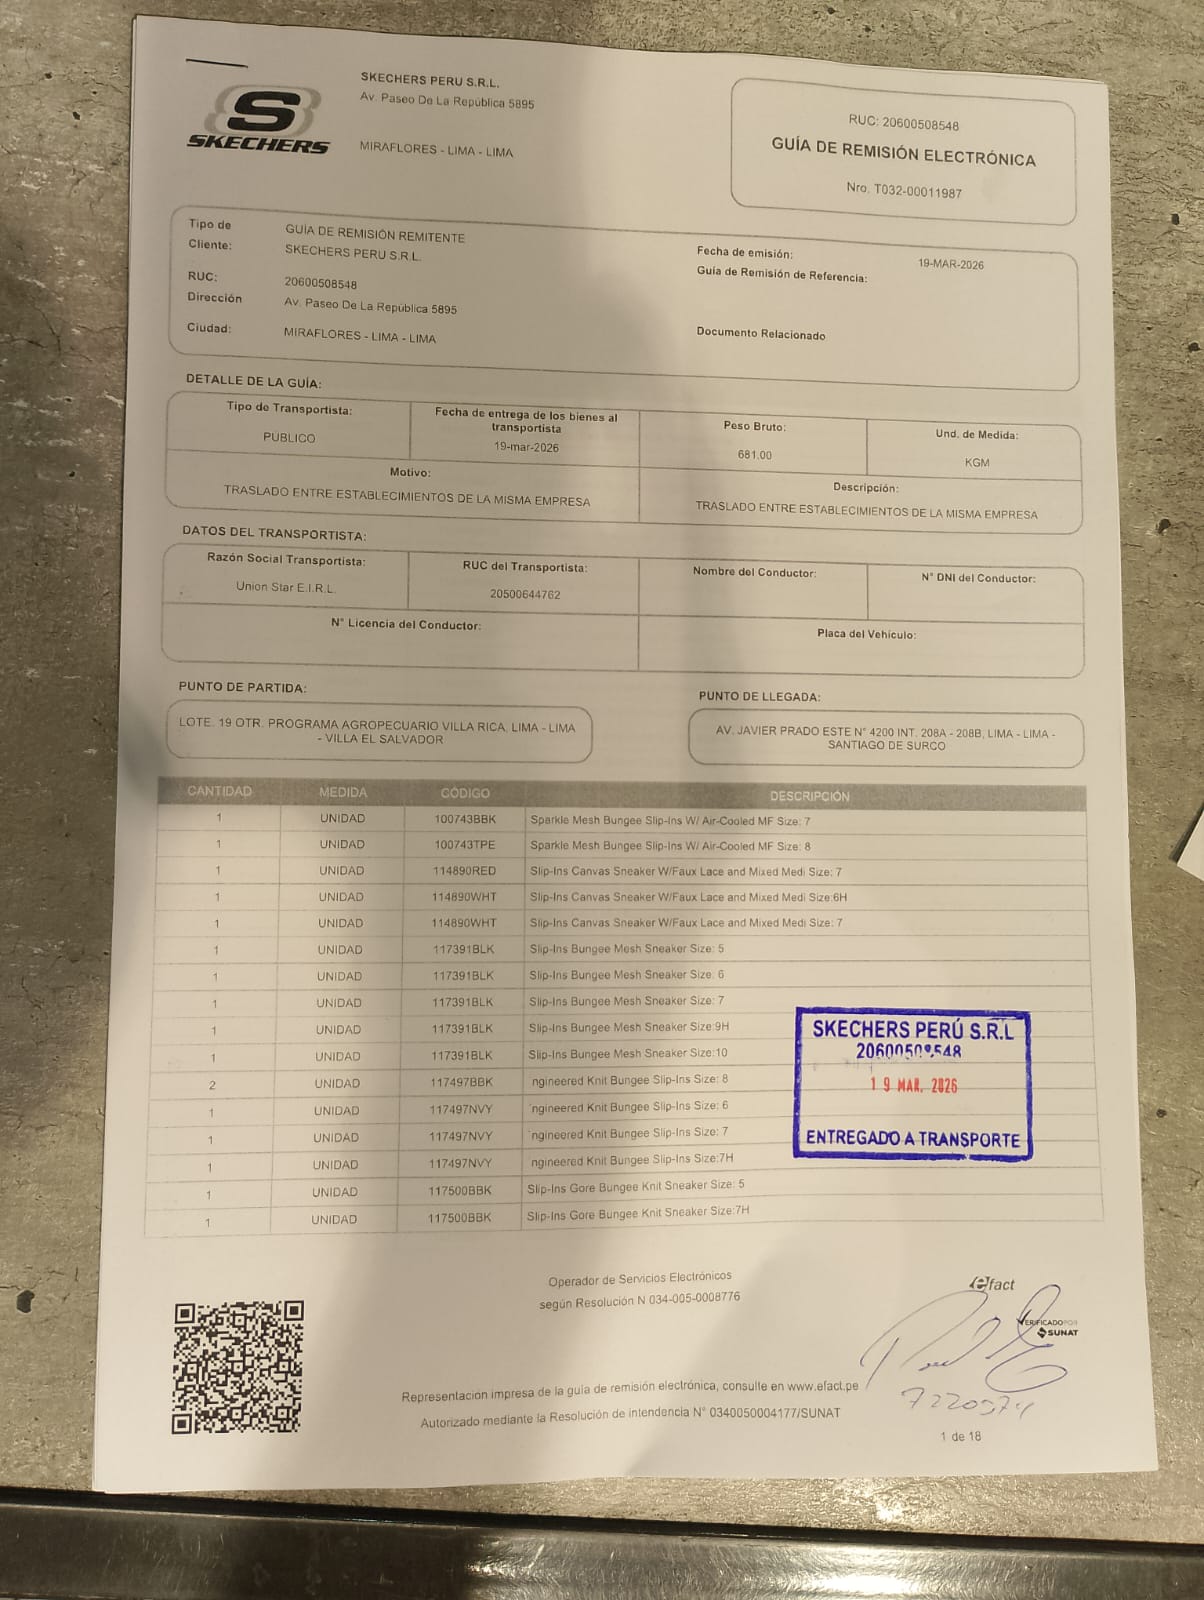 SKECHERS
SKECHERS PERU S.R.L.
Av. Paseo De La República 5895
MIRAFLORES - LIMA - LIMA
RUC: 20600508548
GUÍA DE REMISIÓN ELECTRÓNICA
Nro. T032-00011987
Tipo de GUIA DE REMISIÓN REMITENTE
Cliente: SKECHERS PERU S.R.L.
RUC: 20600508548
Dirección Av. Paseo De La República 5895
Ciudad: MIRAFLORES - LIMA - LIMA
Fecha de emisión: 19-MAR-2026
Guía de Remisión de Referencia:
Documento Relacionado
DETALLE DE LA GUÍA:
Tipo de Transportista:
PUBLICO
Fecha de entrega de los bienes al
transportista
19-mar-2026
Peso Bruto:
681.00
Und. de Medida:
KGM
Motivo:
TRASLADO ENTRE ESTABLECIMIENTOS DE LA MISMA EMPRESA
Descripción:
TRASLADO ENTRE ESTABLECIMIENTOS DE LA MISMA EMPRESA
DATOS DEL TRANSPORTISTA:
Razón Social Transportista:
Union Star E.I.R.L.
RUC del Transportista:
20500644762
Nombre del Conductor:
N° DNI del Conductor:
N° Licencia del Conductor:
Placa del Vehículo:
PUNTO DE PARTIDA:
LOTE. 19 OTR. PROGRAMA AGROPECUARIO VILLA RICA, LIMA - LIMA
- VILLA EL SALVADOR
PUNTO DE LLEGADA:
AV. JAVIER PRADO ESTE N° 4200 INT. 208A - 208B, LIMA - LIMA -
SANTIAGO DE SURCO
CANTIDAD MEDIDA CÓDIGO DESCRIPCIÓN
1 UNIDAD 100743BBK Sparkle Mesh Bungee Slip-Ins W/ Air-Cooled MF Size: 7
1 UNIDAD 100743TPE Sparkle Mesh Bungee Slip-Ins W/ Air-Cooled MF Size: 8
1 UNIDAD 114890RED Slip-Ins Canvas Sneaker W/Faux Lace and Mixed Medi Size: 7
1 UNIDAD 114890WHT Slip-Ins Canvas Sneaker W/Faux Lace and Mixed Medi Size:6H
1 UNIDAD 114890WHT Slip-Ins Canvas Sneaker W/Faux Lace and Mixed Medi Size: 7
1 UNIDAD 117391BLK Slip-Ins Bungee Mesh Sneaker Size: 5
1 UNIDAD 117391BLK Slip-Ins Bungee Mesh Sneaker Size: 6
1 UNIDAD 117391BLK Slip-Ins Bungee Mesh Sneaker Size: 7
1 UNIDAD 117391BLK Slip-Ins Bungee Mesh Sneaker Size:9H
1 UNIDAD 117391BLK Slip-Ins Bungee Mesh Sneaker Size:10
2 UNIDAD 117497BBK ngineered Knit Bungee Slip-Ins Size: 8
1 UNIDAD 117497NVY ngineered Knit Bungee Slip-Ins Size: 6
1 UNIDAD 117497NVY ngineered Knit Bungee Slip-Ins Size: 7
1 UNIDAD 117497NVY ngineered Knit Bungee Slip-Ins Size:7H
1 UNIDAD 117500BBK Slip-Ins Gore Bungee Knit Sneaker Size: 5
1 UNIDAD 117500BBK Slip-Ins Gore Bungee Knit Sneaker Size:7H
SKECHERS PERÚ S.R.L
20600508548
19 MAR. 2026
ENTREGADO A TRANSPORTE
Operador de Servicios Electrónicos
según Resolución N 034-005-0008776
efact
VERIFICADO POR
SUNAT
Representación impresa de la guía de remisión electrónica, consulte en www.efact.pe
Autorizado mediante la Resolución de intendencia N° 0340050004177/SUNAT
1 de 18